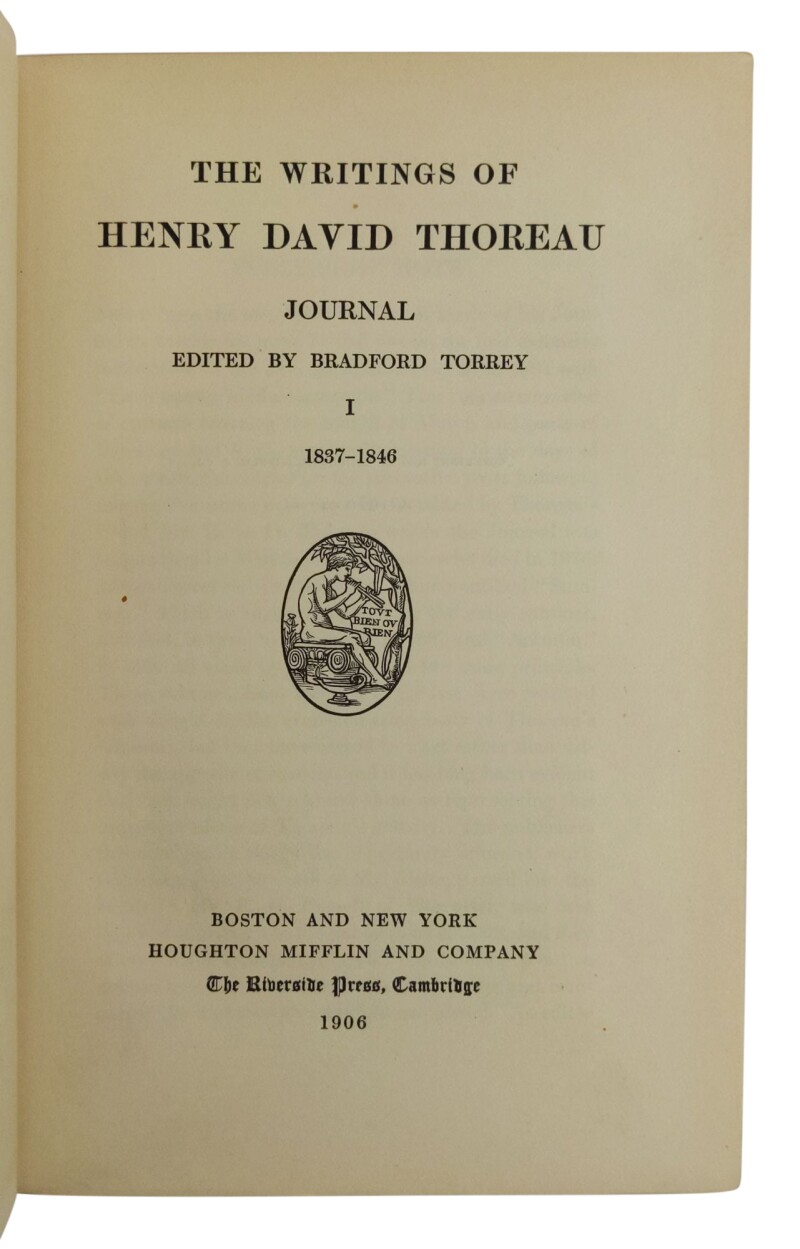 THE WRITINGS OF
HENRY DAVID THOREAU
JOURNAL
EDITED BY BRADFORD TORREY
I
1837–1846
TOVT
BIEN OV
RIEN
BOSTON AND NEW YORK
HOUGHTON MIFFLIN AND COMPANY
The Riverside Press, Cambridge
1906